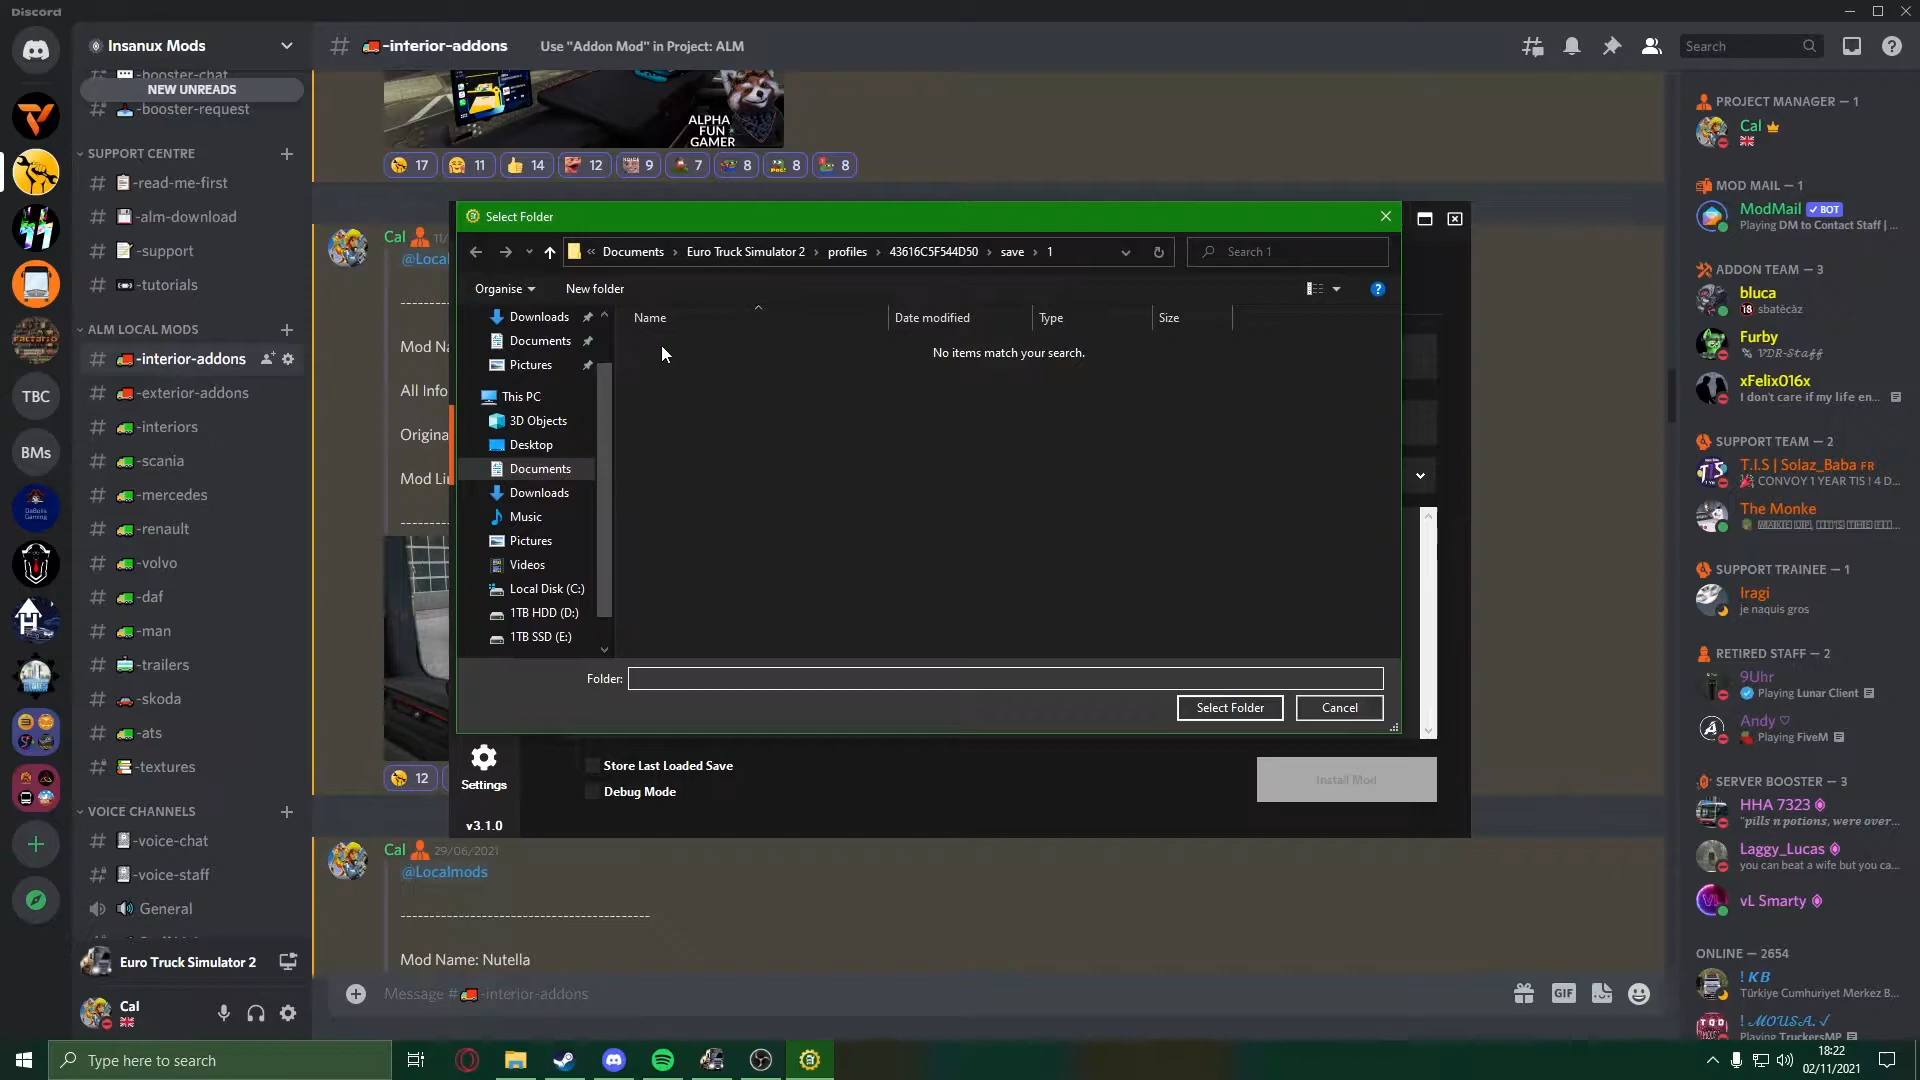 Discord
Insanux Mods
-interior-addons
Use "Addon Mod" in Project: ALM
Search
-booster-chat
NEW UNREADS
-booster-request
SUPPORT CENTRE
-read-me-first
-alm-download
-support
-tutorials
ALM LOCAL MODS
-interior-addons
-exterior-addons
-interiors
-scania
-mercedes
-renault
-volvo
-daf
-man
-trailers
-skoda
-ats
-textures
VOICE CHANNELS
-voice-chat
-voice-staff
General
Euro Truck Simulator 2
Cal
TBC
BMs
ALPHA
FUN
GAMER
17
11
14
12
9
7
8
8
8
Cal
@Local
Mod Na
All Info
Origina
Mod Lin
12
Select Folder
Documents
Euro Truck Simulator 2
profiles
43616C5F544D50
save
1
Search 1
Organise
New folder
Name
Date modified
Type
Size
No items match your search.
Downloads
Documents
Pictures
This PC
3D Objects
Desktop
Documents
Downloads
Music
Pictures
Videos
Local Disk (C:)
1TB HDD (D:)
1TB SSD (E:)
Folder:
Select Folder
Cancel
Settings
v3.1.0
Store Last Loaded Save
Debug Mode
Install Mod
Cal 29/06/2021
@Localmods
------------------------------------------
Mod Name: Nutella
Message #
-interior-addons
GIF
PROJECT MANAGER — 1
Cal
MOD MAIL — 1
ModMail ✓ BOT
Playing DM to Contact Staff | ...
ADDON TEAM — 3
bluca
sbatècàz
Furby
VDR-Staff
xFelix016x
I don't care if my life en...
SUPPORT TEAM — 2
T.I.S | Solaz_Baba FR
CONVOY 1 YEAR TIS ! 4 D...
The Monke
SUPPORT TRAINEE — 1
Iragi
je naquis gros
RETIRED STAFF — 2
9Uhr
Playing Lunar Client
Andy ♡
Playing FiveM
SERVER BOOSTER — 3
HHA 7323
"pills n potions, were over...
Laggy_Lucas
you can beat a wife but you ca...
vL Smarty
ONLINE — 2654
! KB
Türkiye Cumhuriyet Merkez B...
! MOUSA. ✓
Playing TruckersMP
Type here to search
18:22
02/11/2021